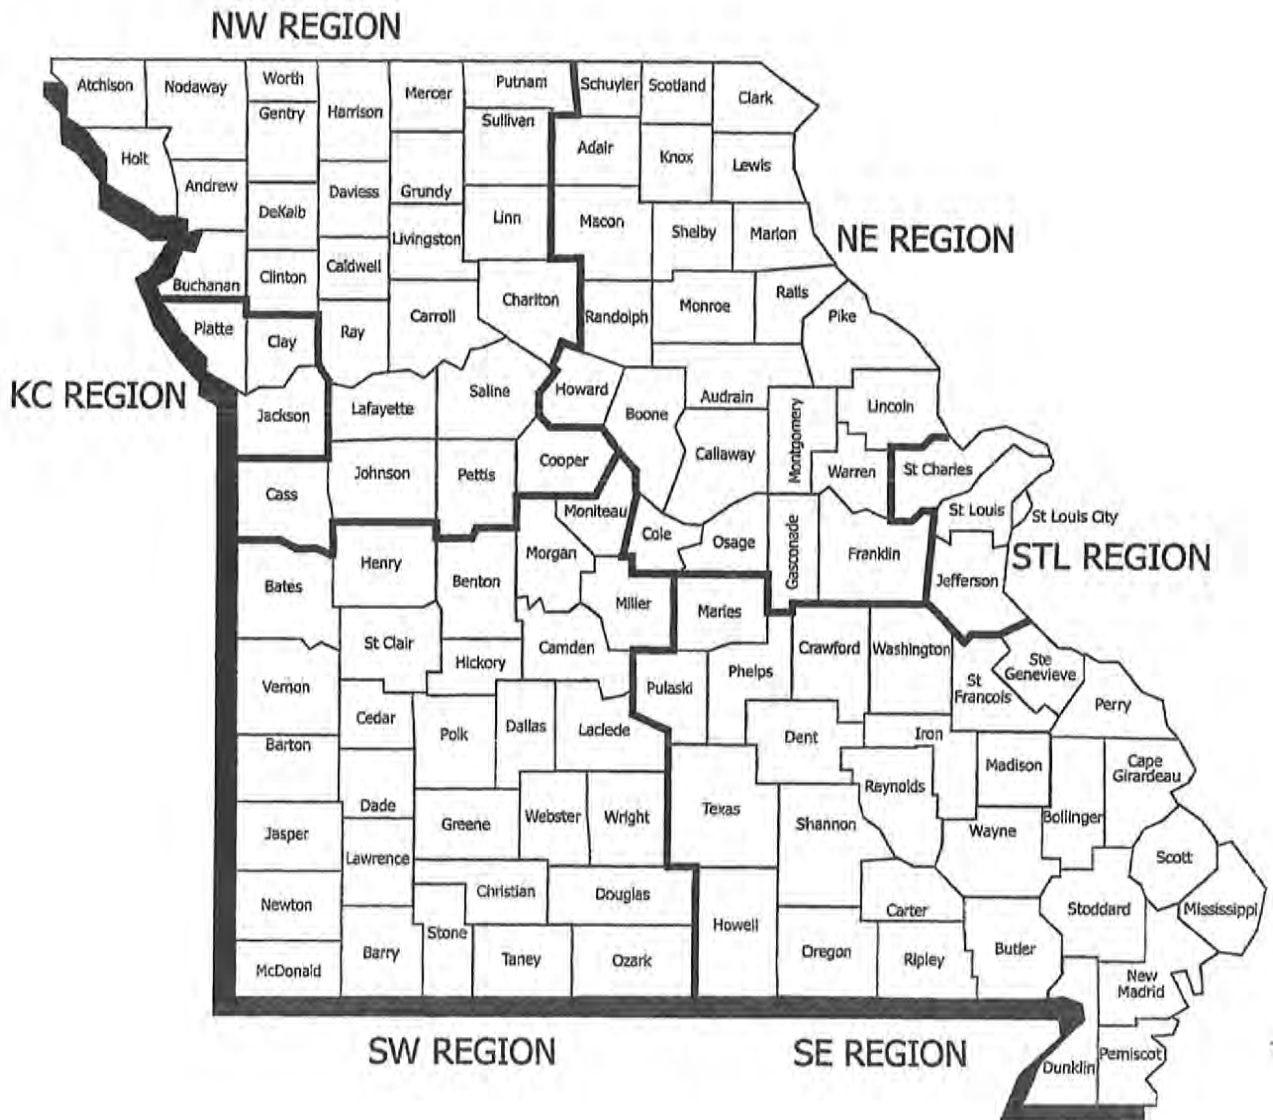 NW REGION
Atchison
Nodaway
Worth
Harrison
Mercer
Putnam
Schuyler
Scotland
Clark
Gentry
Sullivan
Adair
Knox
Lewis
Holt
Andrew
DeKalb
Daviess
Grundy
Linn
Macon
Shelby
Marion
NE REGION
Livingston
Buchanan
Clinton
Caldwell
Chariton
Carroll
Randolph
Monroe
Ralls
Pike
Platte
Clay
Ray
KC REGION
Jackson
Lafayette
Saline
Howard
Boone
Audrain
Lincoln
Montgomery
Callaway
Warren
St Charles
Cass
Johnson
Pettis
Cooper
Moniteau
Cole
Osage
Gasconade
Franklin
St Louis
St Louis City
STL REGION
Jefferson
Bates
Henry
Benton
Morgan
Miller
Maries
St Clair
Hickory
Camden
Pulaski
Phelps
Crawford
Washington
St
Francois
Ste
Genevieve
Perry
Vernon
Cedar
Polk
Dallas
Laclede
Dent
Iron
Madison
Cape
Girardeau
Barton
Dade
Greene
Webster
Wright
Texas
Shannon
Reynolds
Wayne
Bollinger
Scott
Jasper
Lawrence
Christian
Douglas
Howell
Carter
Stoddard
Mississippi
Newton
Stone
Barry
Taney
Ozark
Oregon
Ripley
Butler
New
Madrid
McDonald
SW REGION
SE REGION
Dunklin
Pemiscot